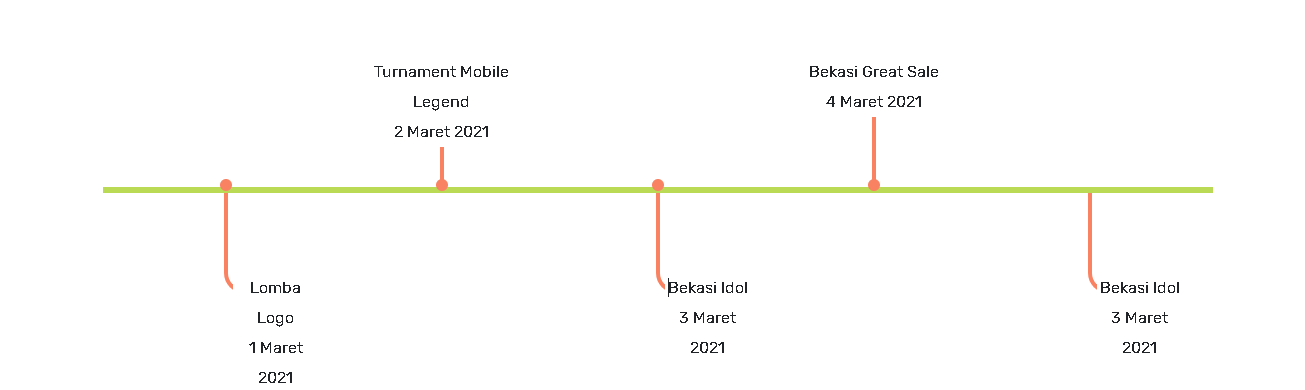 Turnament Mobile
Legend
2 Maret 2021
Bekasi Great Sale
4 Maret 2021
Lomba
Logo
1 Maret
2021
Bekasi Idol
3 Maret
2021
Bekasi Idol
3 Maret
2021